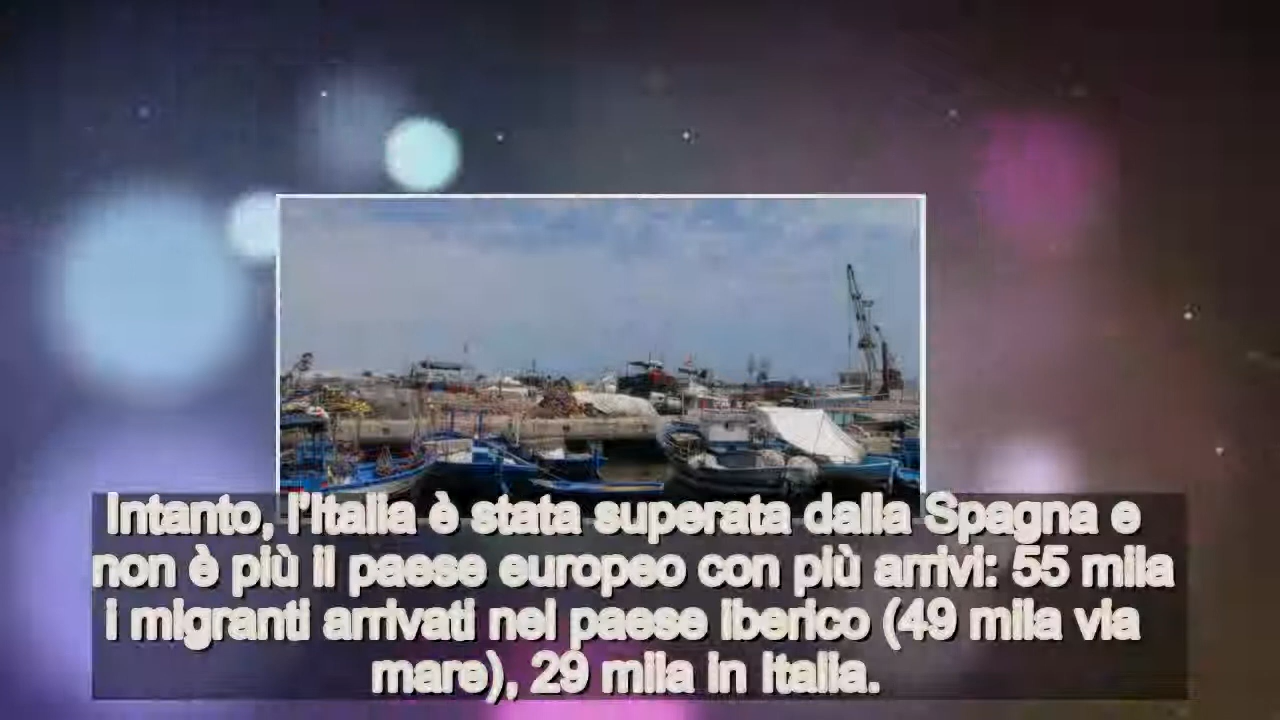 Intanto, l'Italia è stata superata dalla Spagna e
non è più il paese europeo con più arrivi: 55 mila
i migranti arrivati nel paese iberico (49 mila via
mare), 29 mila in Italia.